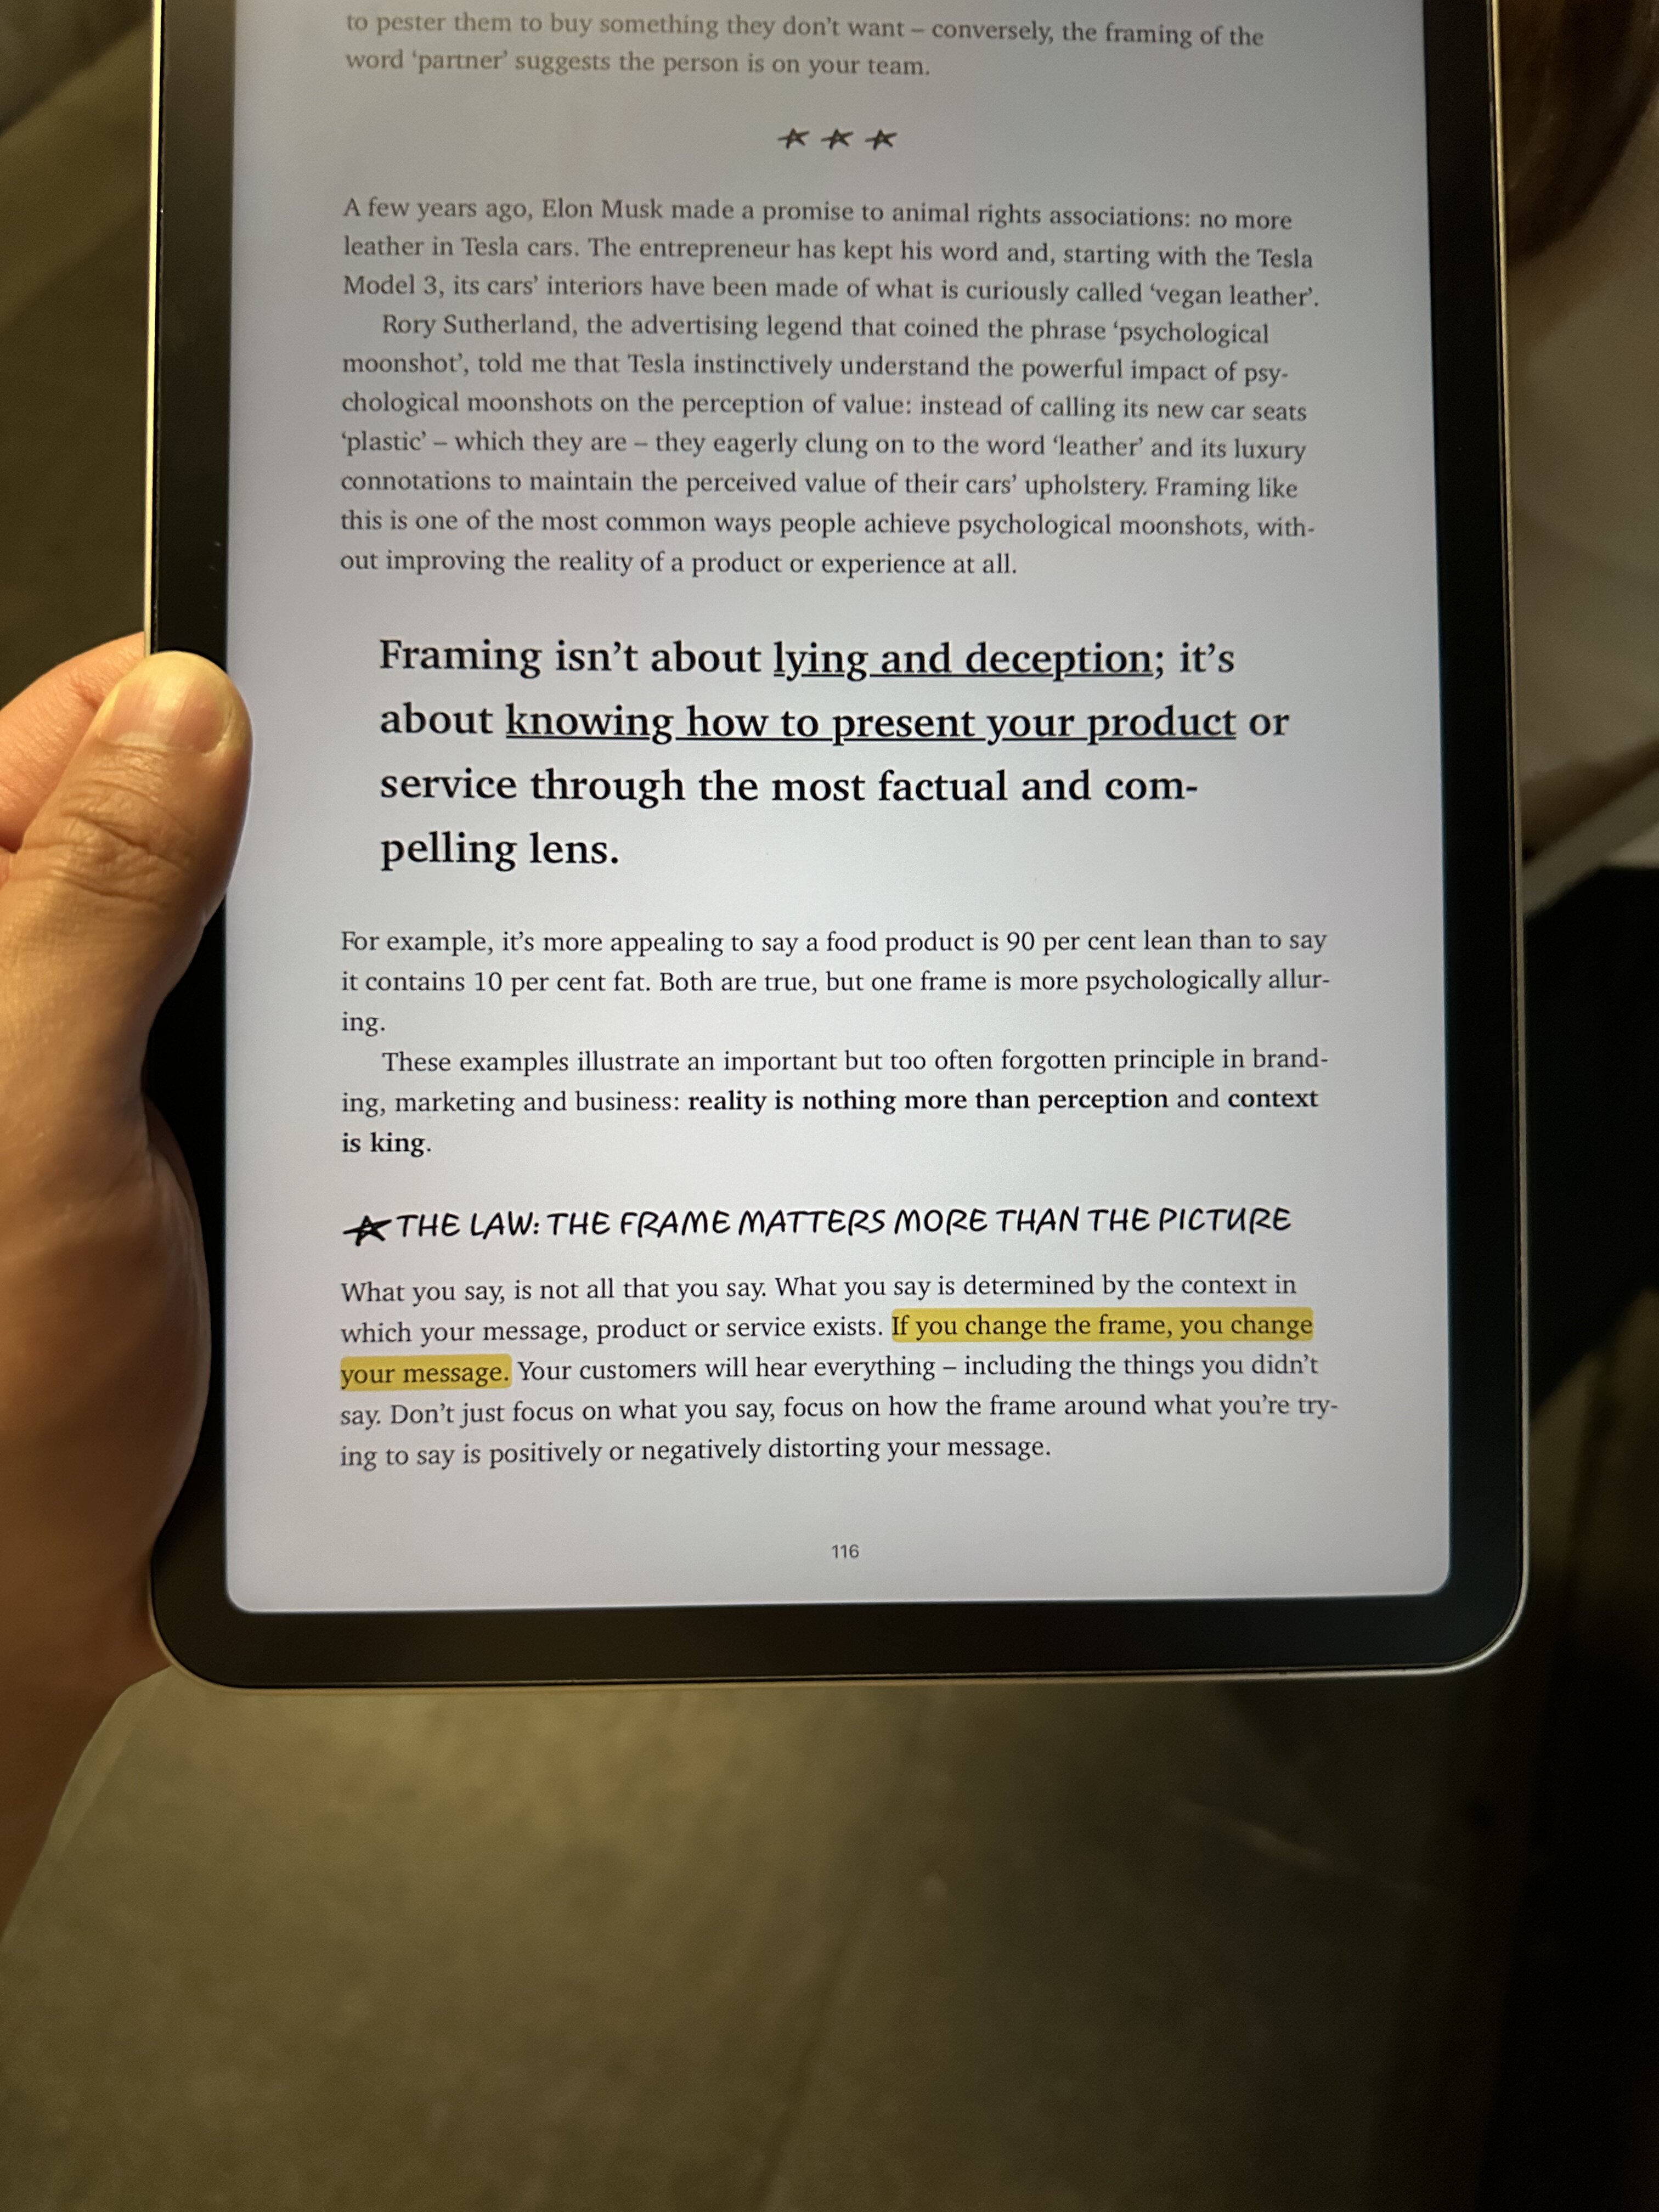 to pester them to buy something they don’t want – conversely, the framing of the
word ‘partner’ suggests the person is on your team.
A few years ago, Elon Musk made a promise to animal rights associations: no more
leather in Tesla cars. The entrepreneur has kept his word and, starting with the Tesla
Model 3, its cars’ interiors have been made of what is curiously called ‘vegan leather’.
Rory Sutherland, the advertising legend that coined the phrase ‘psychological
moonshot’, told me that Tesla instinctively understand the powerful impact of psy-
chological moonshots on the perception of value: instead of calling its new car seats
‘plastic’ – which they are – they eagerly clung on to the word ‘leather’ and its luxury
connotations to maintain the perceived value of their cars’ upholstery. Framing like
this is one of the most common ways people achieve psychological moonshots, with-
out improving the reality of a product or experience at all.
Framing isn’t about lying and deception; it’s
about knowing how to present your product or
service through the most factual and com-
pelling lens.
For example, it’s more appealing to say a food product is 90 per cent lean than to say
it contains 10 per cent fat. Both are true, but one frame is more psychologically allur-
ing.
These examples illustrate an important but too often forgotten principle in brand-
ing, marketing and business: reality is nothing more than perception and context
is king.
THE LAW: THE FRAME MATTERS MORE THAN THE PICTURE
What you say, is not all that you say. What you say is determined by the context in
which your message, product or service exists. If you change the frame, you change
your message. Your customers will hear everything – including the things you didn’t
say. Don’t just focus on what you say, focus on how the frame around what you’re try-
ing to say is positively or negatively distorting your message.
116